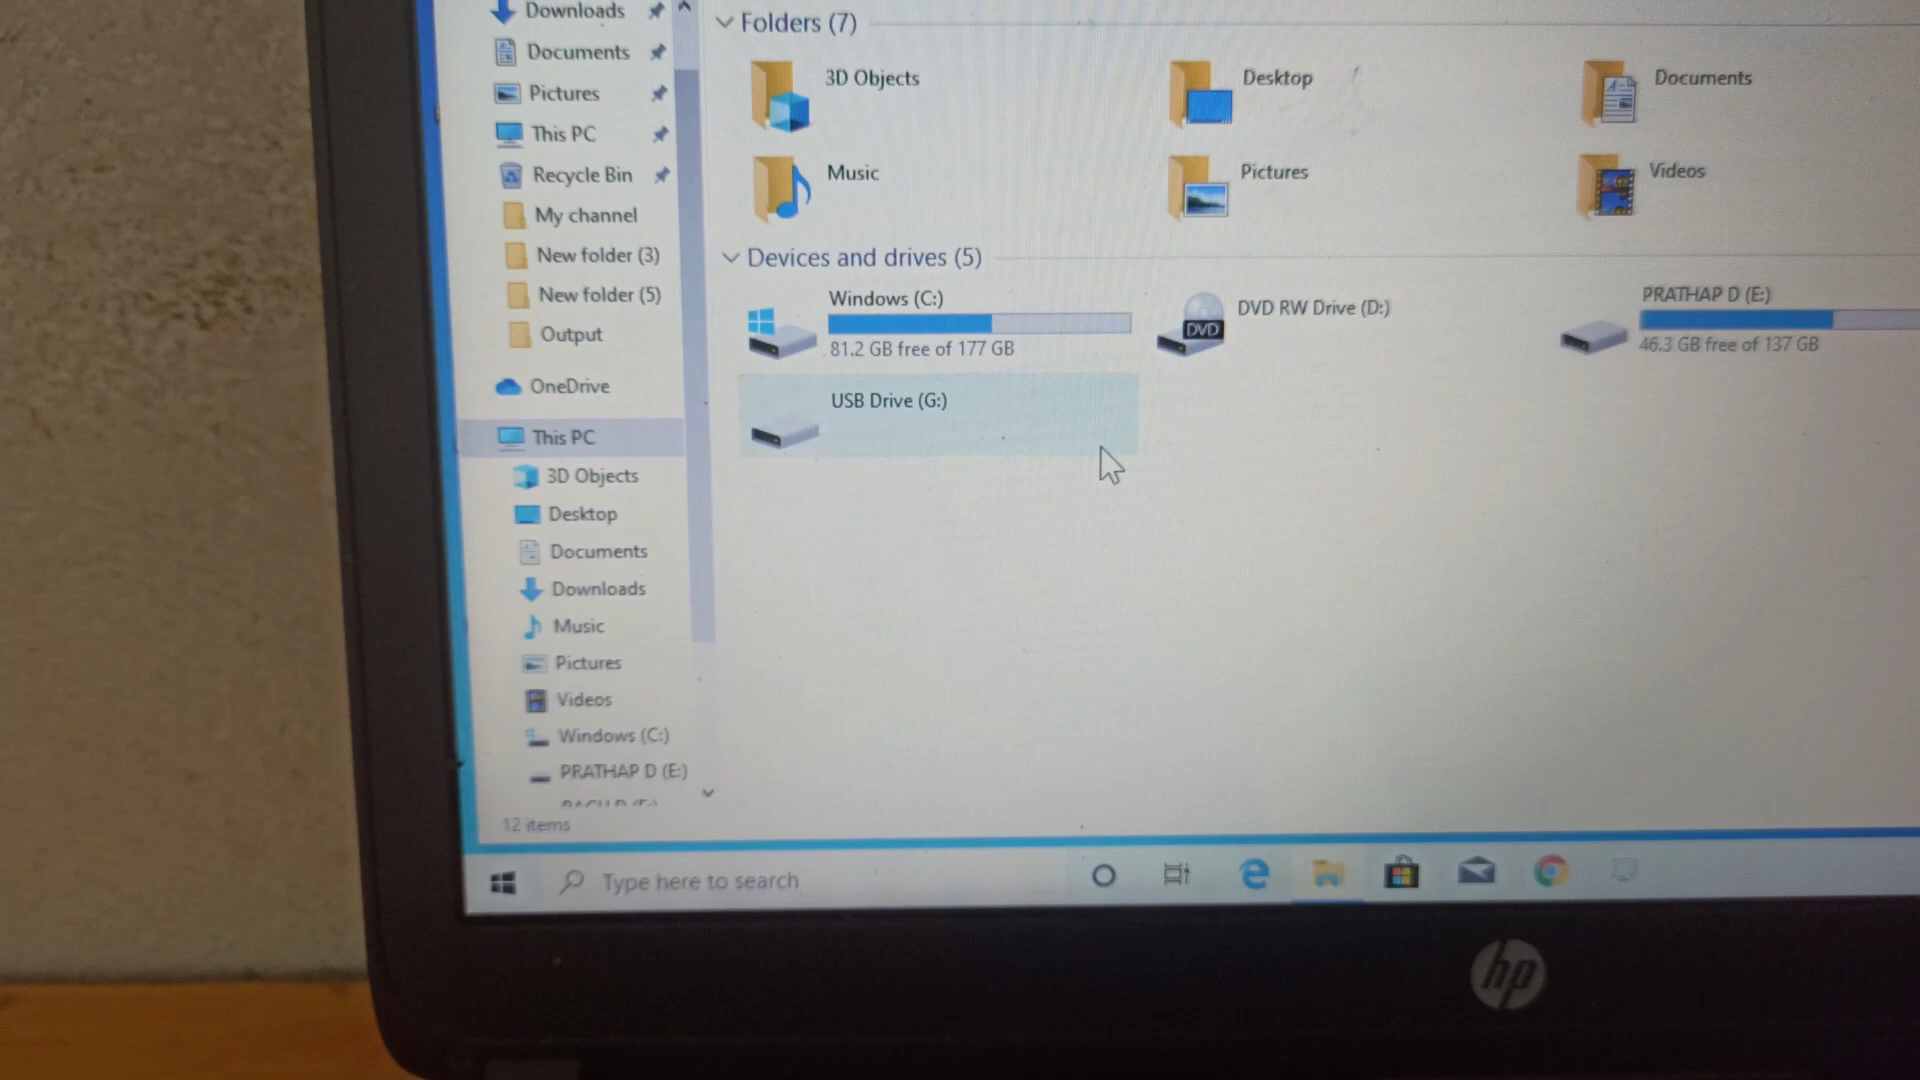 Downloads
Documents
Pictures
This PC
Recycle Bin
My channel
New folder (3)
New folder (5)
Output
OneDrive
This PC
3D Objects
Desktop
Documents
Downloads
Music
Pictures
Videos
Windows (C:)
PRATHAP D (E:)
12 items
Folders (7)
3D Objects
Desktop
Documents
Music
Pictures
Videos
Devices and drives (5)
Windows (C:)
81.2 GB free of 177 GB
DVD RW Drive (D:)
DVD
PRATHAP D (E:)
46.3 GB free of 137 GB
USB Drive (G:)
Type here to search
hp